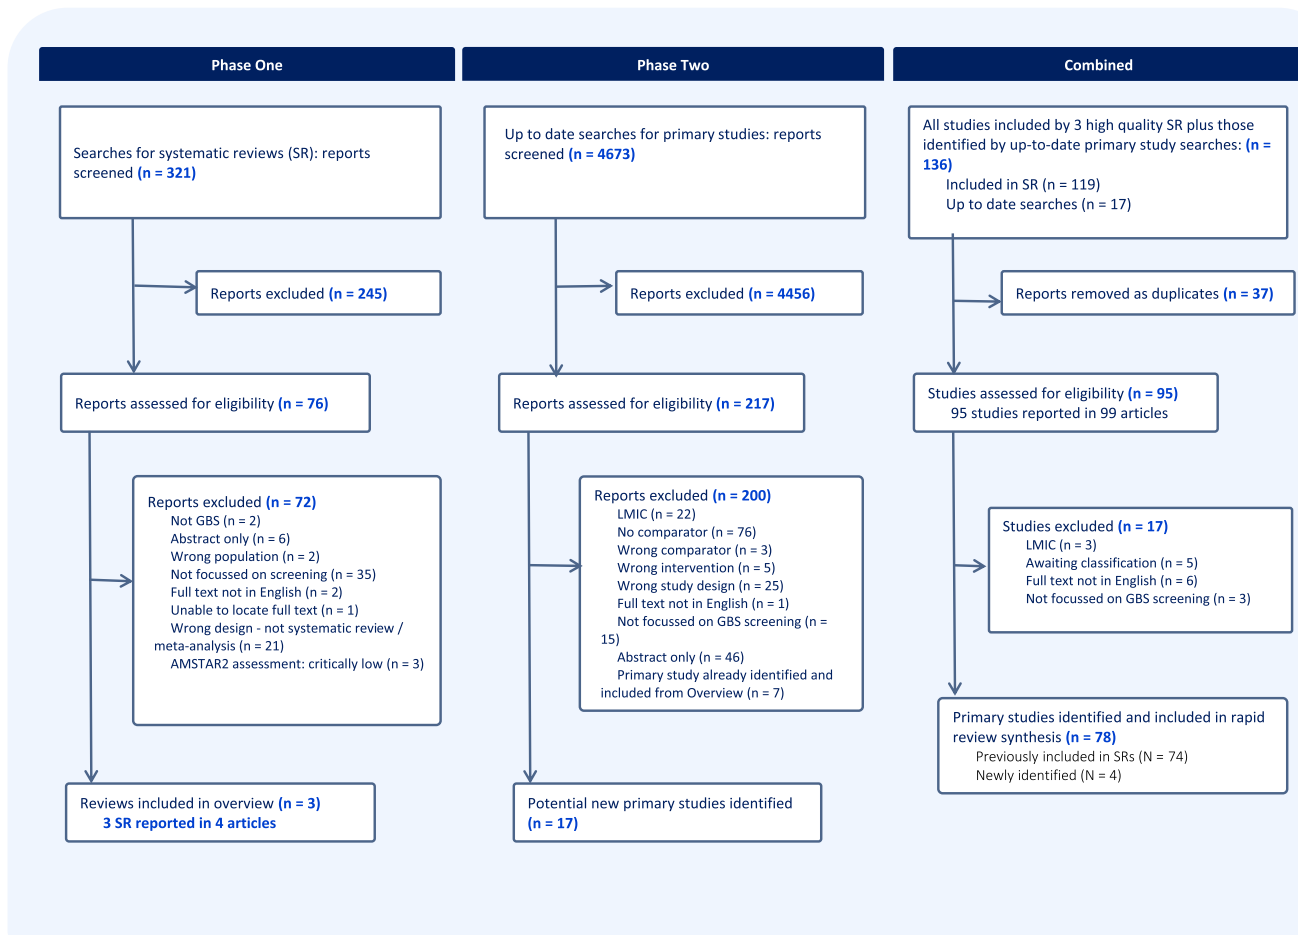 Phase One
Searches for systematic reviews (SR): reports
screened (n = 321)
Reports excluded (n = 245)
Reports assessed for eligibility (n = 76)
Reports excluded (n = 72)
Not GBS (n = 2)
Abstract only (n = 6)
Wrong population (n = 2)
Not focussed on screening (n = 35)
Full text not in English (n = 2)
Unable to locate full text (n = 1)
Wrong design - not systematic review /
meta-analysis (n = 21)
AMSTAR2 assessment: critically low (n = 3)
Reviews included in overview (n = 3)
3 SR reported in 4 articles
Phase Two
Up to date searches for primary studies: reports
screened (n = 4673)
Reports excluded (n = 4456)
Reports assessed for eligibility (n = 217)
Reports excluded (n = 200)
LMIC (n = 22)
No comparator (n = 76)
Wrong comparator (n = 3)
Wrong intervention (n = 5)
Wrong study design (n = 25)
Full text not in English (n = 1)
Not focussed on GBS screening (n =
15)
Abstract only (n = 46)
Primary study already identified and
included from Overview (n = 7)
Potential new primary studies identified
(n = 17)
Combined
All studies included by 3 high quality SR plus those
identified by up-to-date primary study searches: (n =
136)
Included in SR (n = 119)
Up to date searches (n = 17)
Reports removed as duplicates (n = 37)
Studies assessed for eligibility (n = 95)
95 studies reported in 99 articles
Studies excluded (n = 17)
LMIC (n = 3)
Awaiting classification (n = 5)
Full text not in English (n = 6)
Not focussed on GBS screening (n = 3)
Primary studies identified and included in rapid
review synthesis (n = 78)
Previously included in SRs (N = 74)
Newly identified (N = 4)